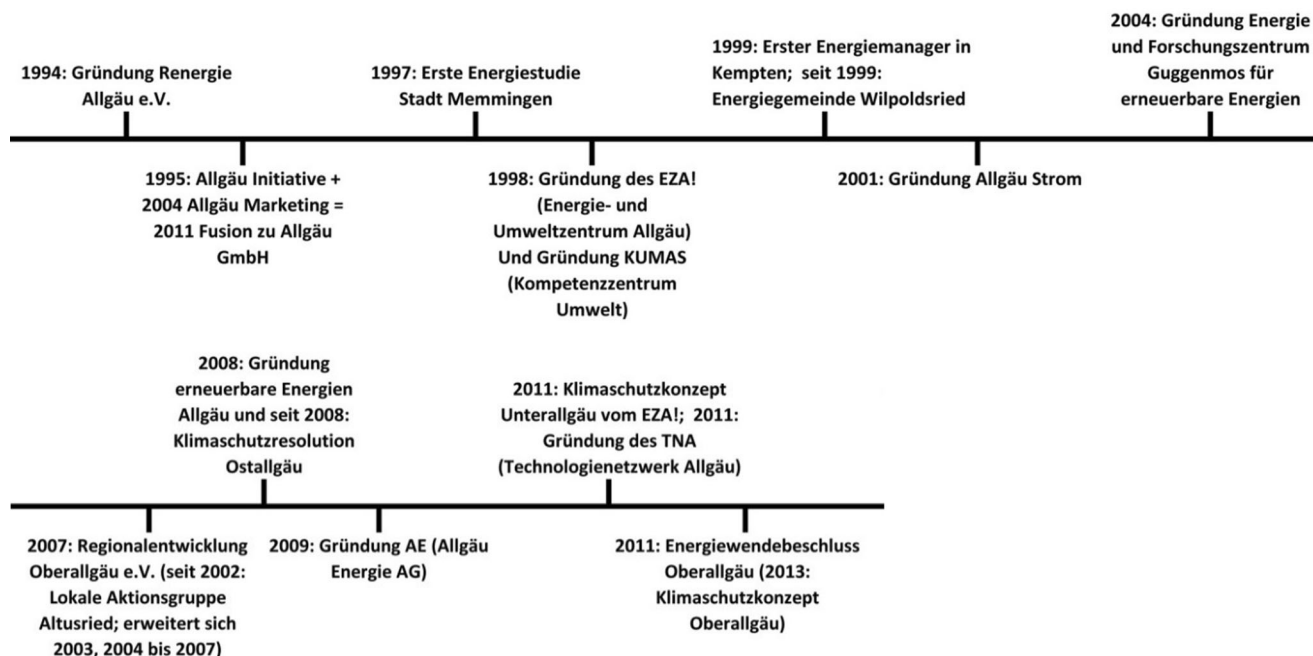 1994: Gründung Renergie
Allgäu e.V.
1995: Allgäu Initiative +
2004 Allgäu Marketing =
2011 Fusion zu Allgäu
GmbH
1997: Erste Energiestudie
Stadt Memmingen
1998: Gründung des EZA!
(Energie- und
Umweltzentrum Allgäu)
Und Gründung KUMAS
(Kompetenzzentrum
Umwelt)
1999: Erster Energiemanager in
Kempten;  seit 1999:
Energiegemeinde Wilpoldsried
2001: Gründung Allgäu Strom
2004: Gründung Energie
und Forschungszentrum
Guggenmos für
erneuerbare Energien
2007: Regionalentwicklung
Oberallgäu e.V. (seit 2002:
Lokale Aktionsgruppe
Altusried; erweitert sich
2003, 2004 bis 2007)
2008: Gründung
erneuerbare Energien
Allgäu und seit 2008:
Klimaschutzresolution
Ostallgäu
2009: Gründung AE (Allgäu
Energie AG)
2011: Klimaschutzkonzept
Unterallgäu vom EZA!;  2011:
Gründung des TNA
(Technologienetzwerk Allgäu)
2011: Energiewendebeschluss
Oberallgäu (2013:
Klimaschutzkonzept
Oberallgäu)